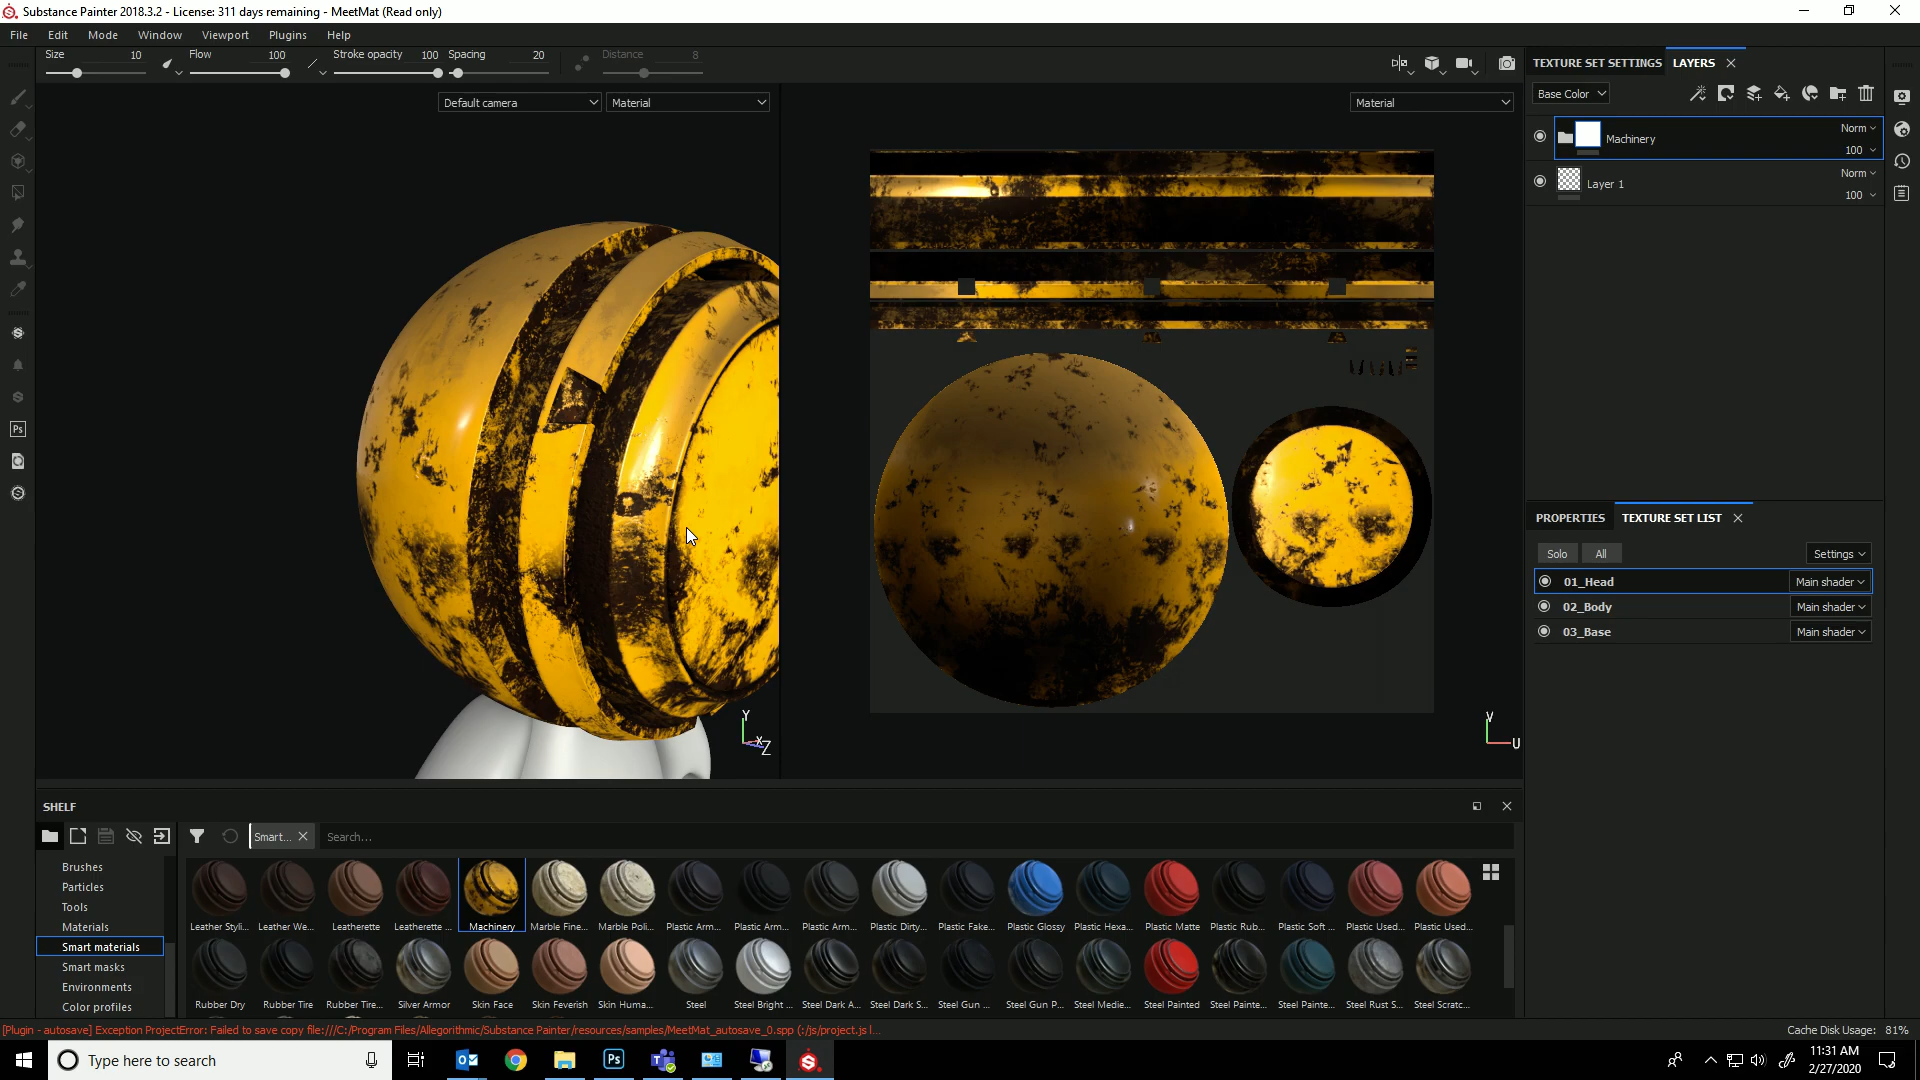 Substance Painter 2018.3.2 - License: 311 days remaining - MeetMat (Read only)
File Edit Mode Window Viewport Plugins Help
Size 10 Flow 100 Stroke opacity 100 Spacing 20 Distance 8
Default camera Material Material
TEXTURE SET SETTINGS LAYERS
Base Color
Machinery Norm 100
Layer 1 Norm 100
PROPERTIES TEXTURE SET LIST
Solo All Settings
01_Head Main shader
02_Body Main shader
03_Base Main shader
Y
X
Z
V
U
Ps
SHELF
Smart... Search...
Brushes
Particles
Tools
Materials
Smart materials
Smart masks
Environments
Color profiles
Leather Styli... Leather We... Leatherette Leatherette ... Machinery Marble Fine... Marble Poli... Plastic Arm... Plastic Arm... Plastic Arm... Plastic Dirty... Plastic Fake... Plastic Glossy Plastic Hexa... Plastic Matte Plastic Rub... Plastic Soft ... Plastic Used... Plastic Used...
Rubber Dry Rubber Tire Rubber Tire... Silver Armor Skin Face Skin Feverish Skin Huma... Steel Steel Bright ... Steel Dark A... Steel Dark S... Steel Gun ... Steel Gun P... Steel Medie... Steel Painted Steel Painte... Steel Painte... Steel Rust S... Steel Scratc...
[Plugin - autosave] Exception ProjectError: Failed to save copy file:///C:/Program Files/Allegorithmic/Substance Painter/resources/samples/MeetMat_autosave_0.spp (:/js/project.js l...
Cache Disk Usage: 81%
Type here to search
Ps
11:31 AM
2/27/2020